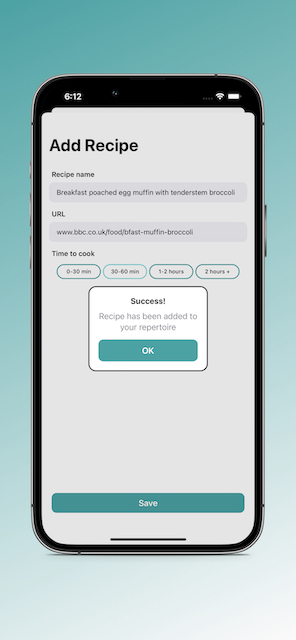 6:12
Add Recipe
Recipe name
Breakfast poached egg muffin with tenderstem broccoli
URL
www.bbc.co.uk/food/bfast-muffin-broccoli
Time to cook
0-30 min
30-60 min
1-2 hours
2 hours +
Success!
Recipe has been added to
your repertoire
OK
Save